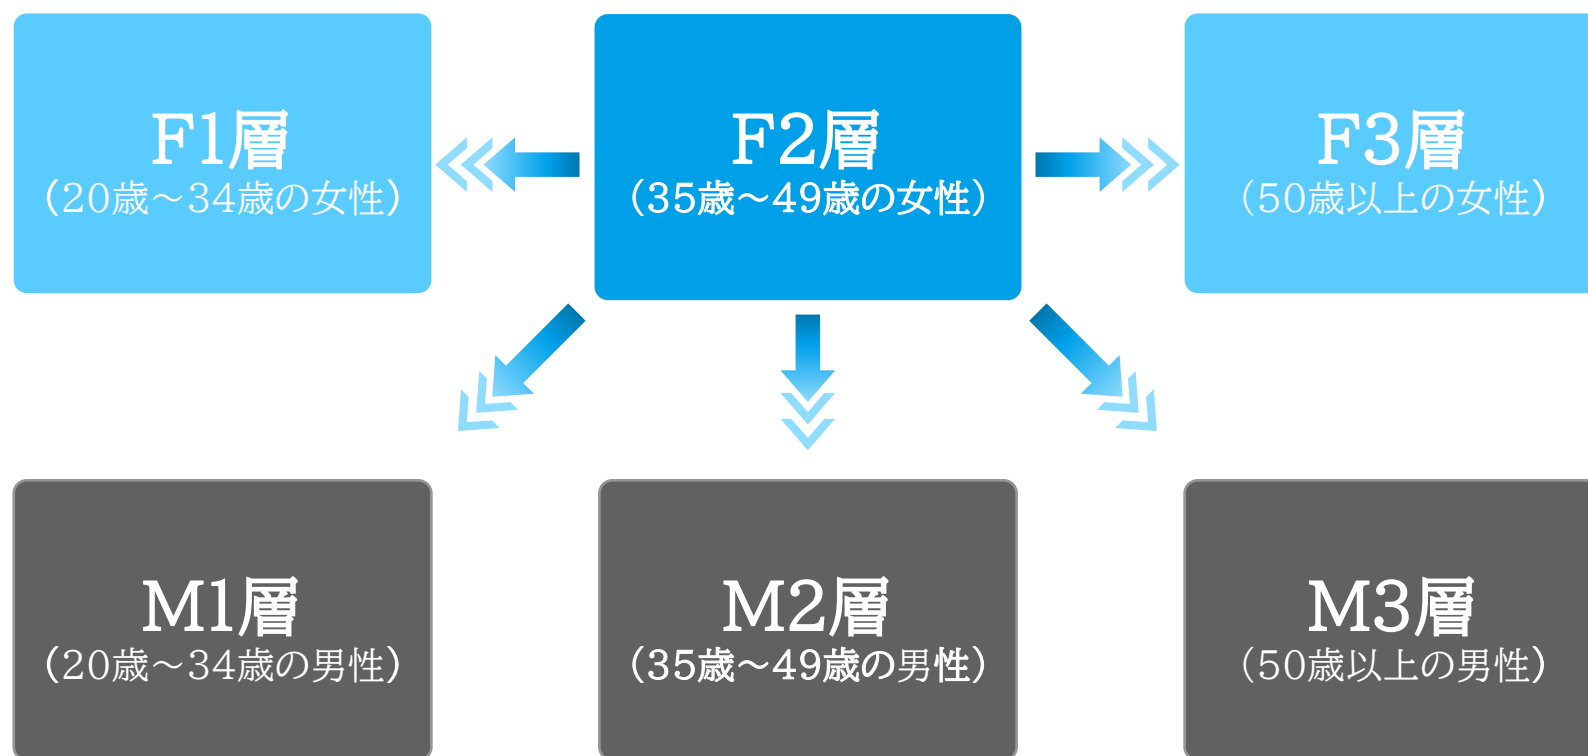 F1層
（20歳～34歳の女性）
F2層
（35歳～49歳の女性）
F3層
（50歳以上の女性）
M1層
（20歳～34歳の男性）
M2層
（35歳～49歳の男性）
M3層
（50歳以上の男性）